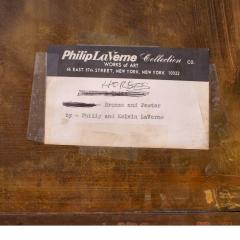 Philip LaVerne Collection CO.
WORKS of ART
46 EAST 57th STREET, NEW YORK, NEW YORK 10022
HORSES
- Bronze and Pewter
by - Philip and Kelvin LaVerne